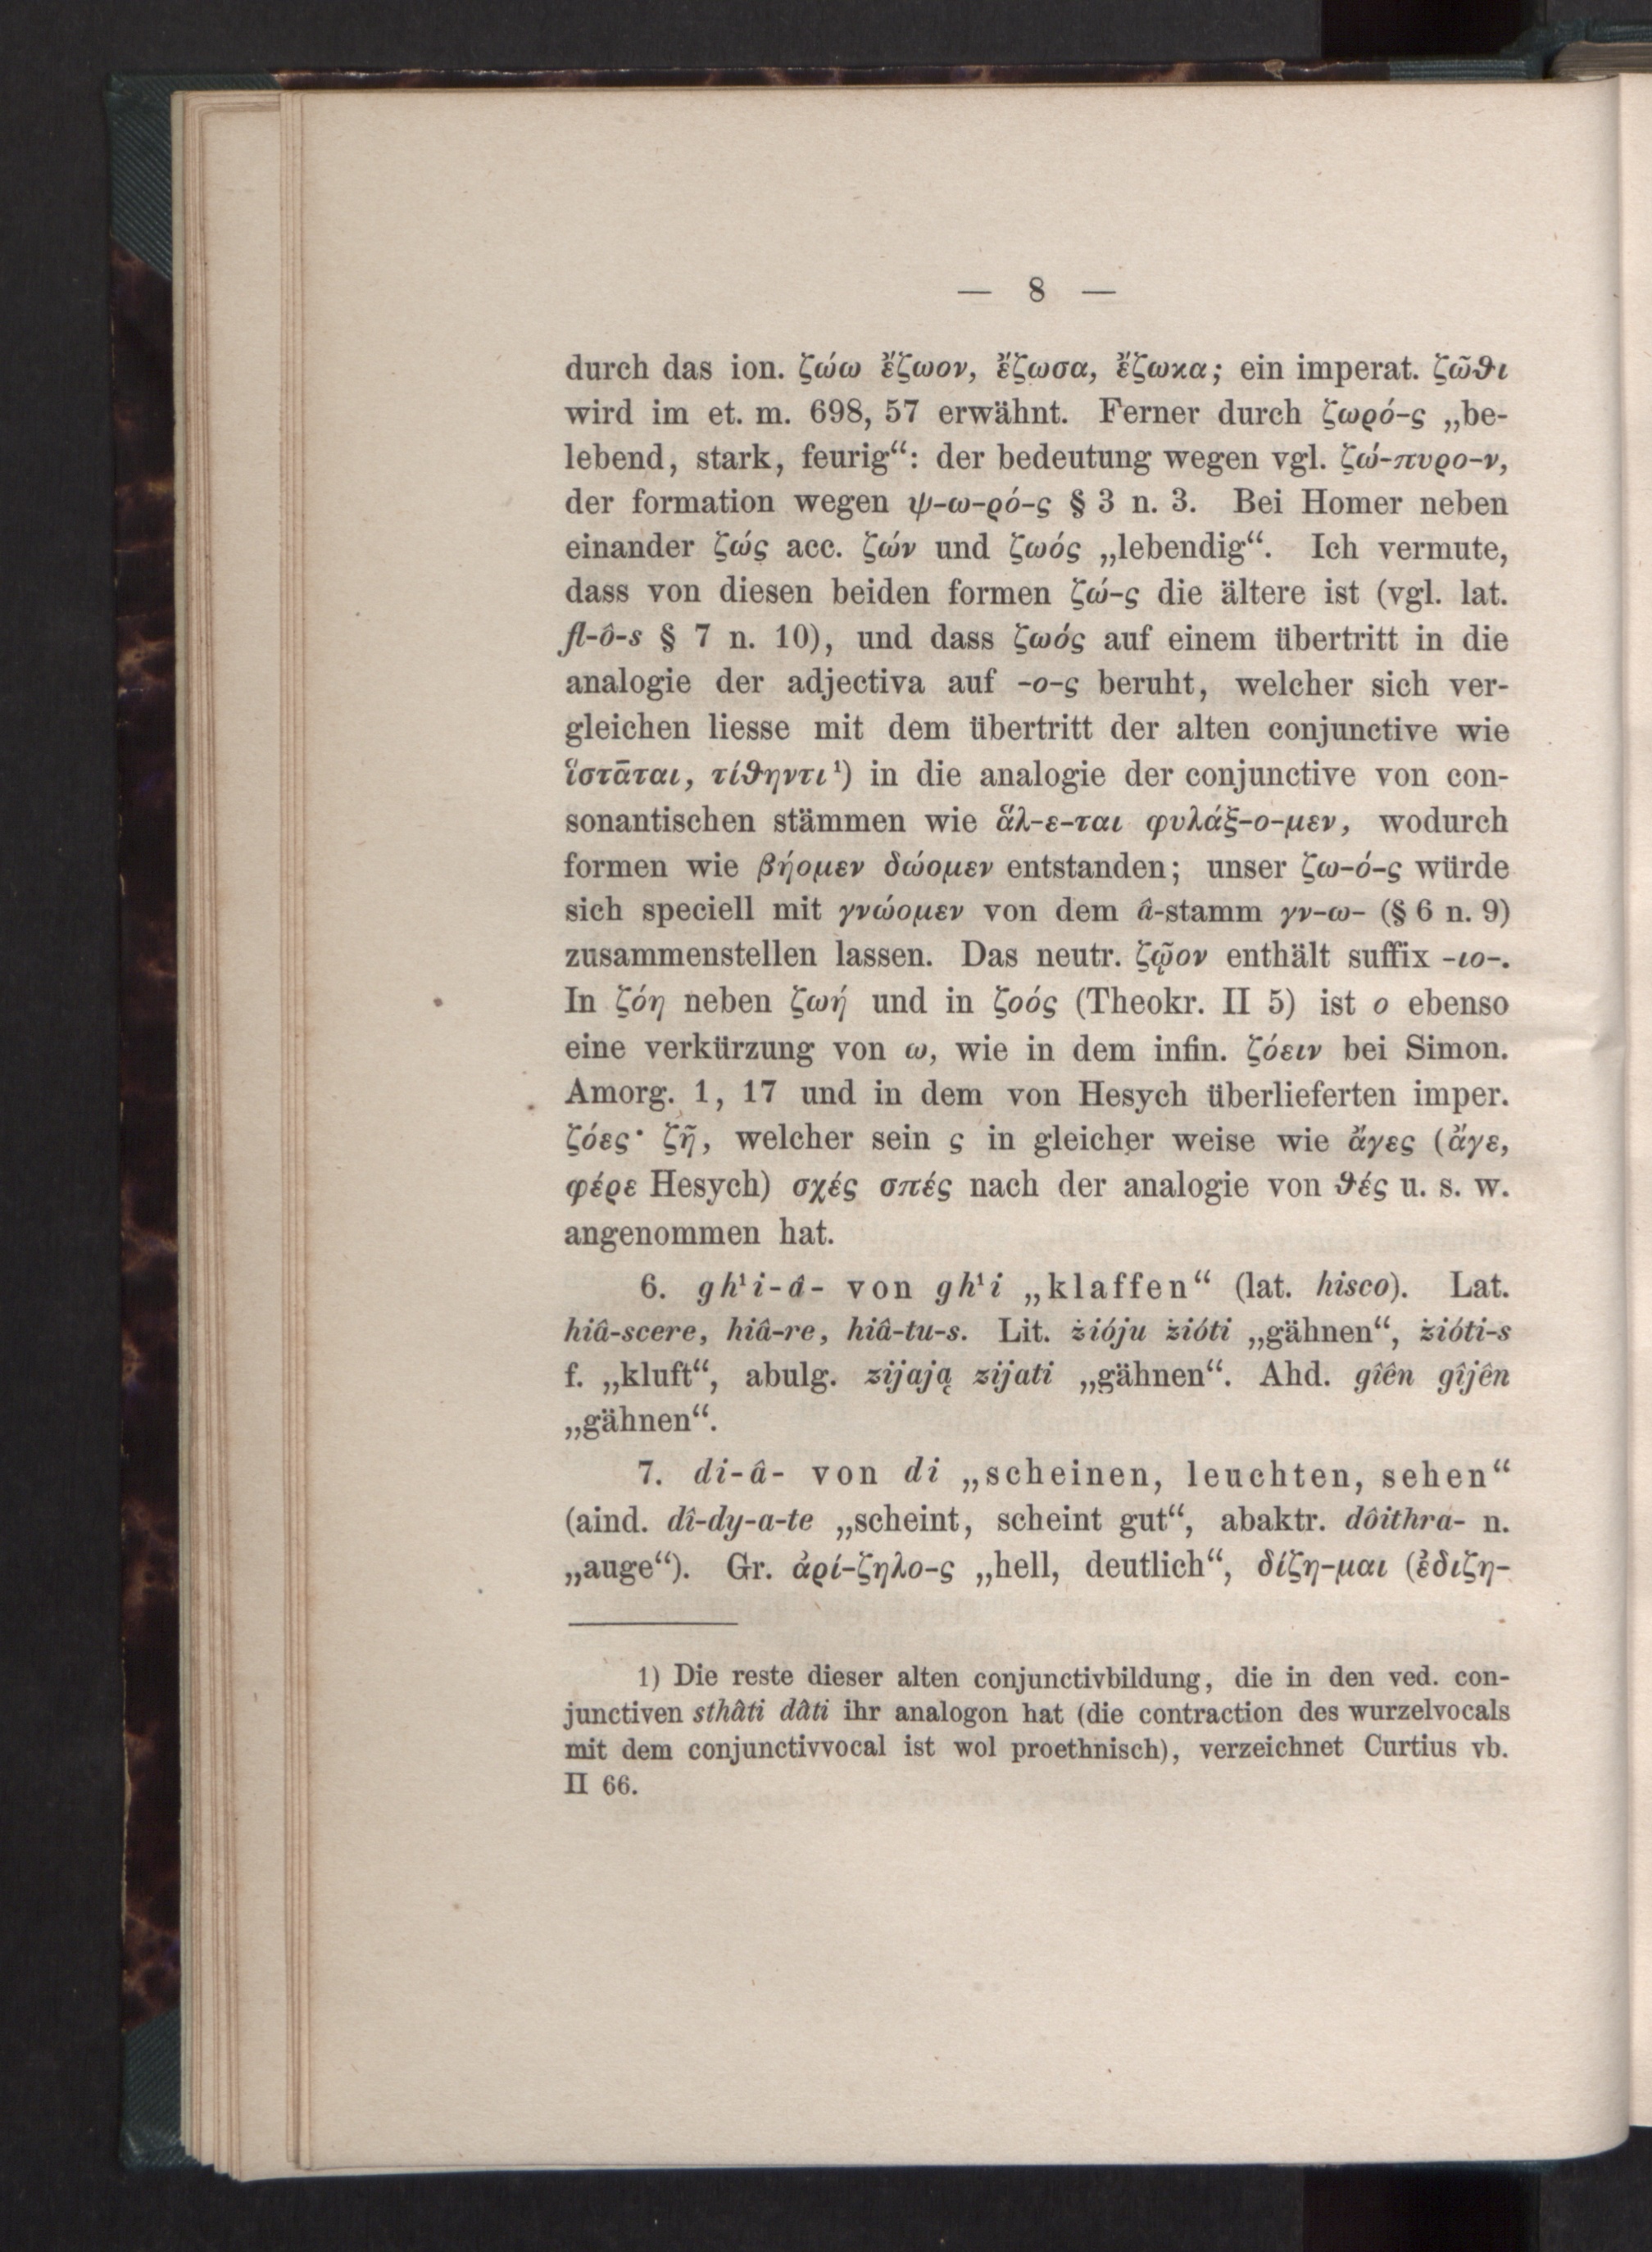 — 8 —
durch das ion. ζώω ἔζωον, ἔζωσα, ἔζωκα; ein imperat. ζῶϑι
wird im et. m. 698, 57 erwähnt. Ferner durch ζωρό-ς „be-
lebend, stark, feurig“: der bedeutung wegen vgl. ζώ-πυρο-ν,
der formation wegen ψ-ω-ρό-ς § 3 n. 3. Bei Homer neben
einander ζώς acc. ζών und ζωός „lebendig“. Ich vermute,
dass von diesen beiden formen ζώ-ς die ältere ist (vgl. lat.
fl-ô-s § 7 n. 10), und dass ζωός auf einem übertritt in die
analogie der adjectiva auf -ο-ς beruht, welcher sich ver-
gleichen liesse mit dem übertritt der alten conjunctive wie
ἵστᾱται, τίϑηντι¹) in die analogie der conjunctive von con-
sonantischen stämmen wie ἅλ-ε-ται φυλάξ-ο-μεν, wodurch
formen wie βήομεν δώομεν entstanden; unser ζω-ό-ς würde
sich speciell mit γνώομεν von dem â-stamm γν-ω- (§ 6 n. 9)
zusammenstellen lassen. Das neutr. ζῷον enthält suffix -ιο-.
In ζόη neben ζωή und in ζοός (Theokr. II 5) ist ο ebenso
eine verkürzung von ω, wie in dem infin. ζόειν bei Simon.
Amorg. 1, 17 und in dem von Hesych überlieferten imper.
ζόες· ζῆ, welcher sein ς in gleicher weise wie ἄγες (ἄγε,
φέρε Hesych) σχές σπές nach der analogie von ϑές u. s. w.
angenommen hat.
6. gh¹i-â- von gh¹i „klaffen“ (lat. hisco). Lat.
hiâ-scere, hiâ-re, hiâ-tu-s. Lit. żióju żióti „gähnen“, żióti-s
f. „kluft“, abulg. zijają zijati „gähnen“. Ahd. gîên gîjên
„gähnen“.
7. di-â- von di „scheinen, leuchten, sehen“
(aind. dî-dy-a-te „scheint, scheint gut“, abaktr. dôithra- n.
„auge“). Gr. ἀρί-ζηλο-ς „hell, deutlich“, δίζη-μαι (ἐδιζη-
1) Die reste dieser alten conjunctivbildung, die in den ved. con-
junctiven sthâti dâti ihr analogon hat (die contraction des wurzelvocals
mit dem conjunctivvocal ist wol proethnisch), verzeichnet Curtius vb.
II 66.